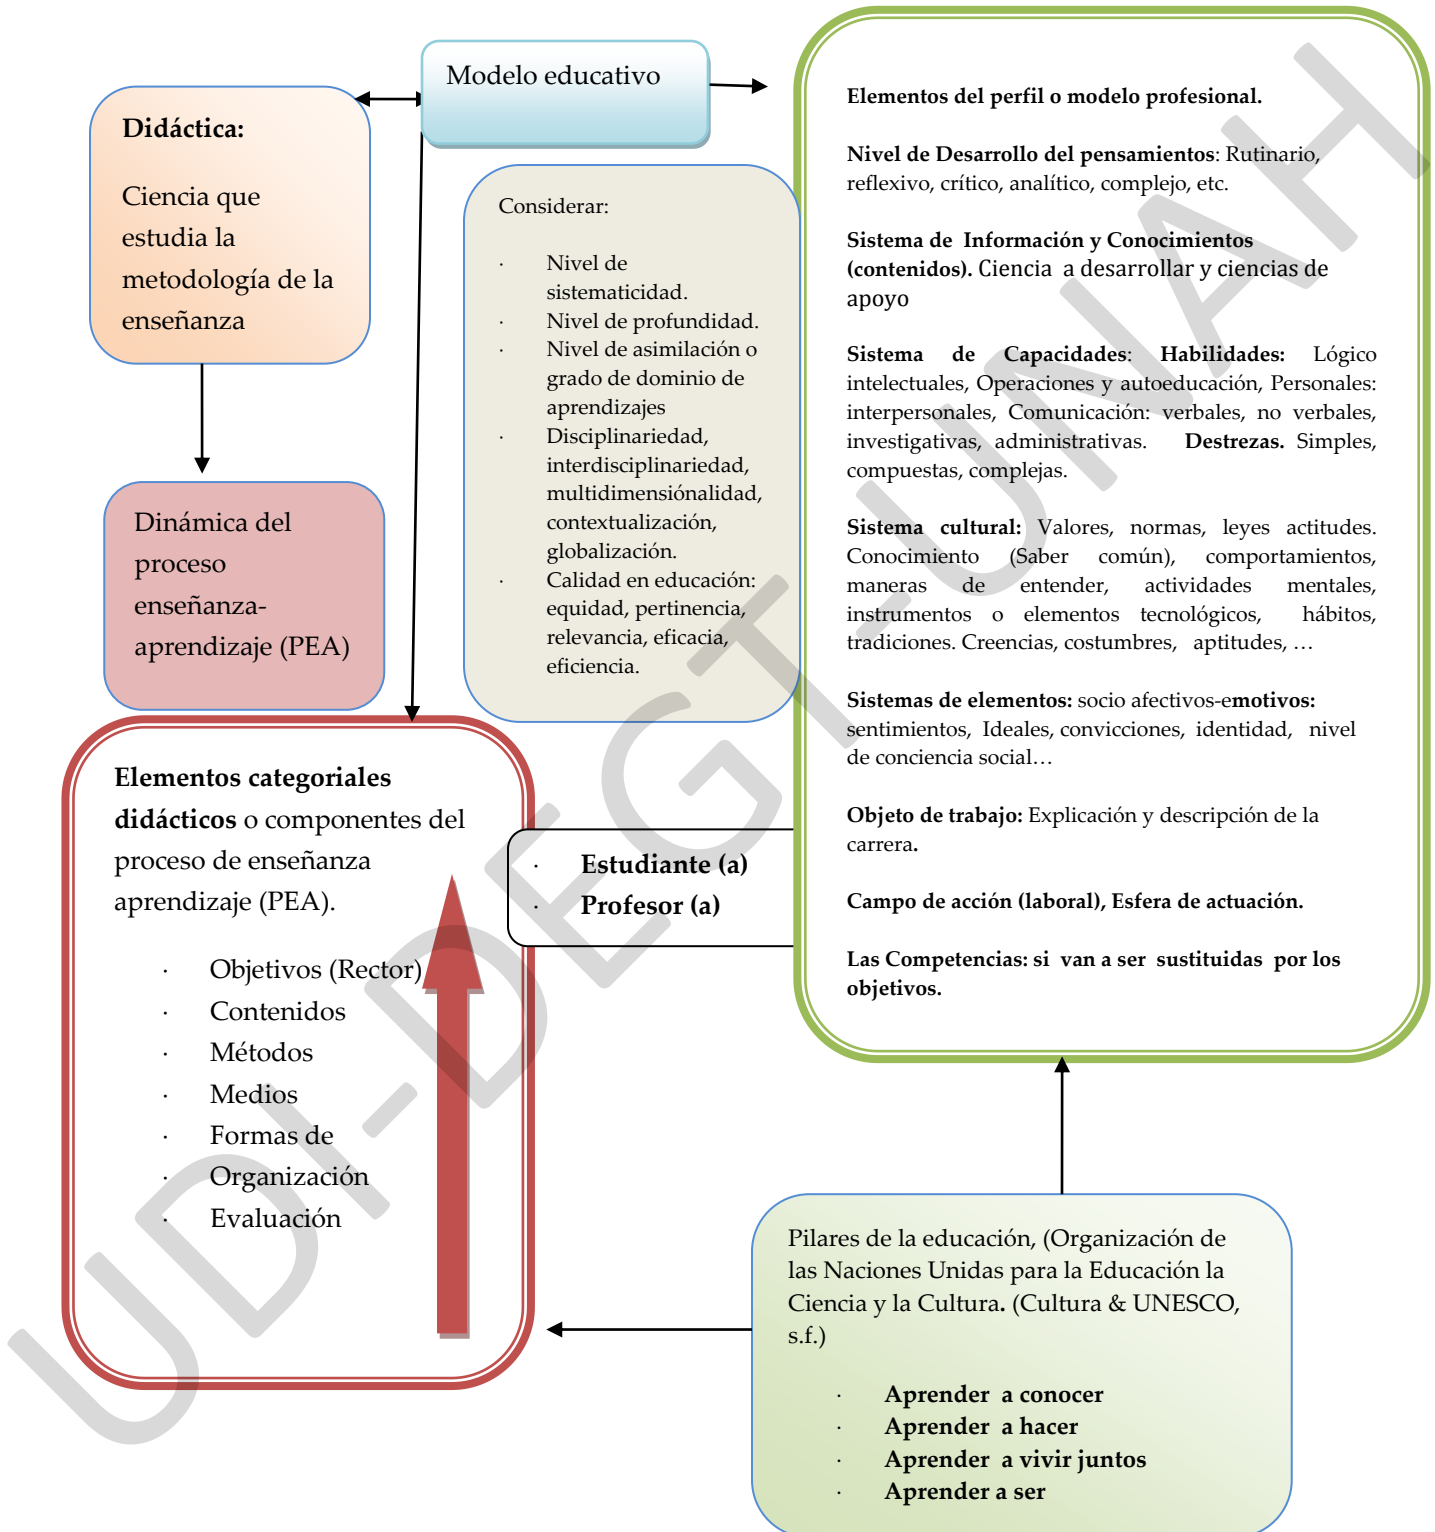 Modelo educativo
Didáctica:
Ciencia que
estudia la
metodología de la
enseñanza
Dinámica del
proceso
enseñanza-
aprendizaje (PEA)
Considerar:
· Nivel de
sistematicidad.
· Nivel de profundidad.
· Nivel de asimilación o
grado de dominio de
aprendizajes
· Disciplinariedad,
interdisciplinariedad,
multidimensiónalidad,
contextualización,
globalización.
· Calidad en educación:
equidad, pertinencia,
relevancia, eficacia,
eficiencia.
Elementos del perfil o modelo profesional.
Nivel de Desarrollo del pensamientos: Rutinario,
reflexivo, crítico, analítico, complejo, etc.
Sistema de Información y Conocimientos
(contenidos). Ciencia a desarrollar y ciencias de
apoyo
Sistema de Capacidades: Habilidades: Lógico
intelectuales, Operaciones y autoeducación, Personales:
interpersonales, Comunicación: verbales, no verbales,
investigativas, administrativas. Destrezas. Simples,
compuestas, complejas.
Sistema cultural: Valores, normas, leyes actitudes.
Conocimiento (Saber común), comportamientos,
maneras de entender, actividades mentales,
instrumentos o elementos tecnológicos, hábitos,
tradiciones. Creencias, costumbres, aptitudes, …
Sistemas de elementos: socio afectivos-emotivos:
sentimientos, Ideales, convicciones, identidad, nivel
de conciencia social…
Objeto de trabajo: Explicación y descripción de la
carrera.
Campo de acción (laboral), Esfera de actuación.
Las Competencias: si van a ser sustituidas por los
objetivos.
Elementos categoriales
didácticos o componentes del
proceso de enseñanza
aprendizaje (PEA).
· Objetivos (Rector)
· Contenidos
· Métodos
· Medios
· Formas de
· Organización
· Evaluación
· Estudiante (a)
· Profesor (a)
Pilares de la educación, (Organización de
las Naciones Unidas para la Educación la
Ciencia y la Cultura. (Cultura & UNESCO,
s.f.)
· Aprender a conocer
· Aprender a hacer
· Aprender a vivir juntos
· Aprender a ser
UDI-DEGT-UNAH